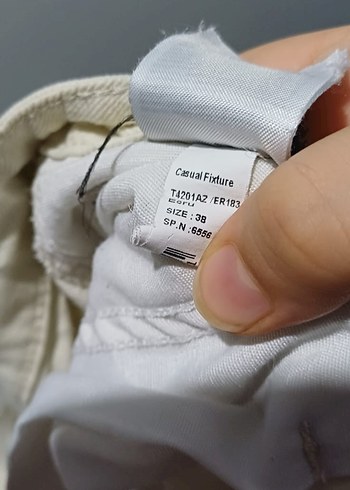 Casual Fixture
T4201AZ /ER183
Ecru
SIZE : 38
SP.N :6556